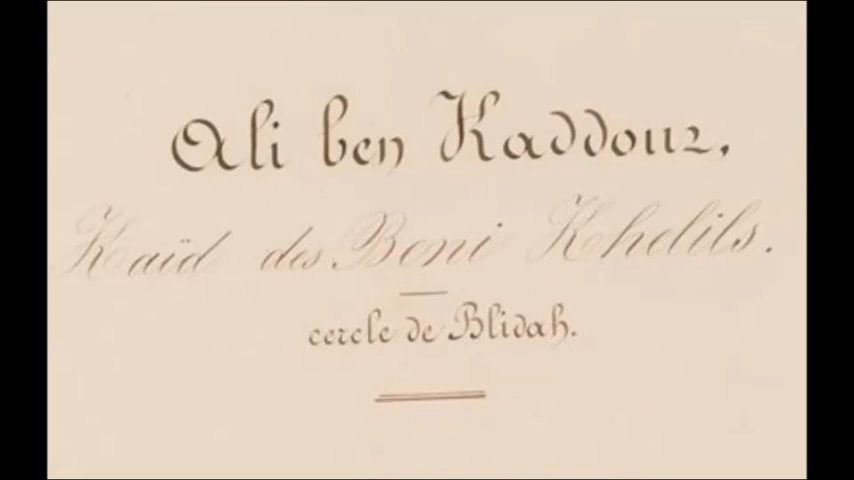 Ali ben Kaddour,
Kaïd des Beni Khelils.
cercle de Blidah.